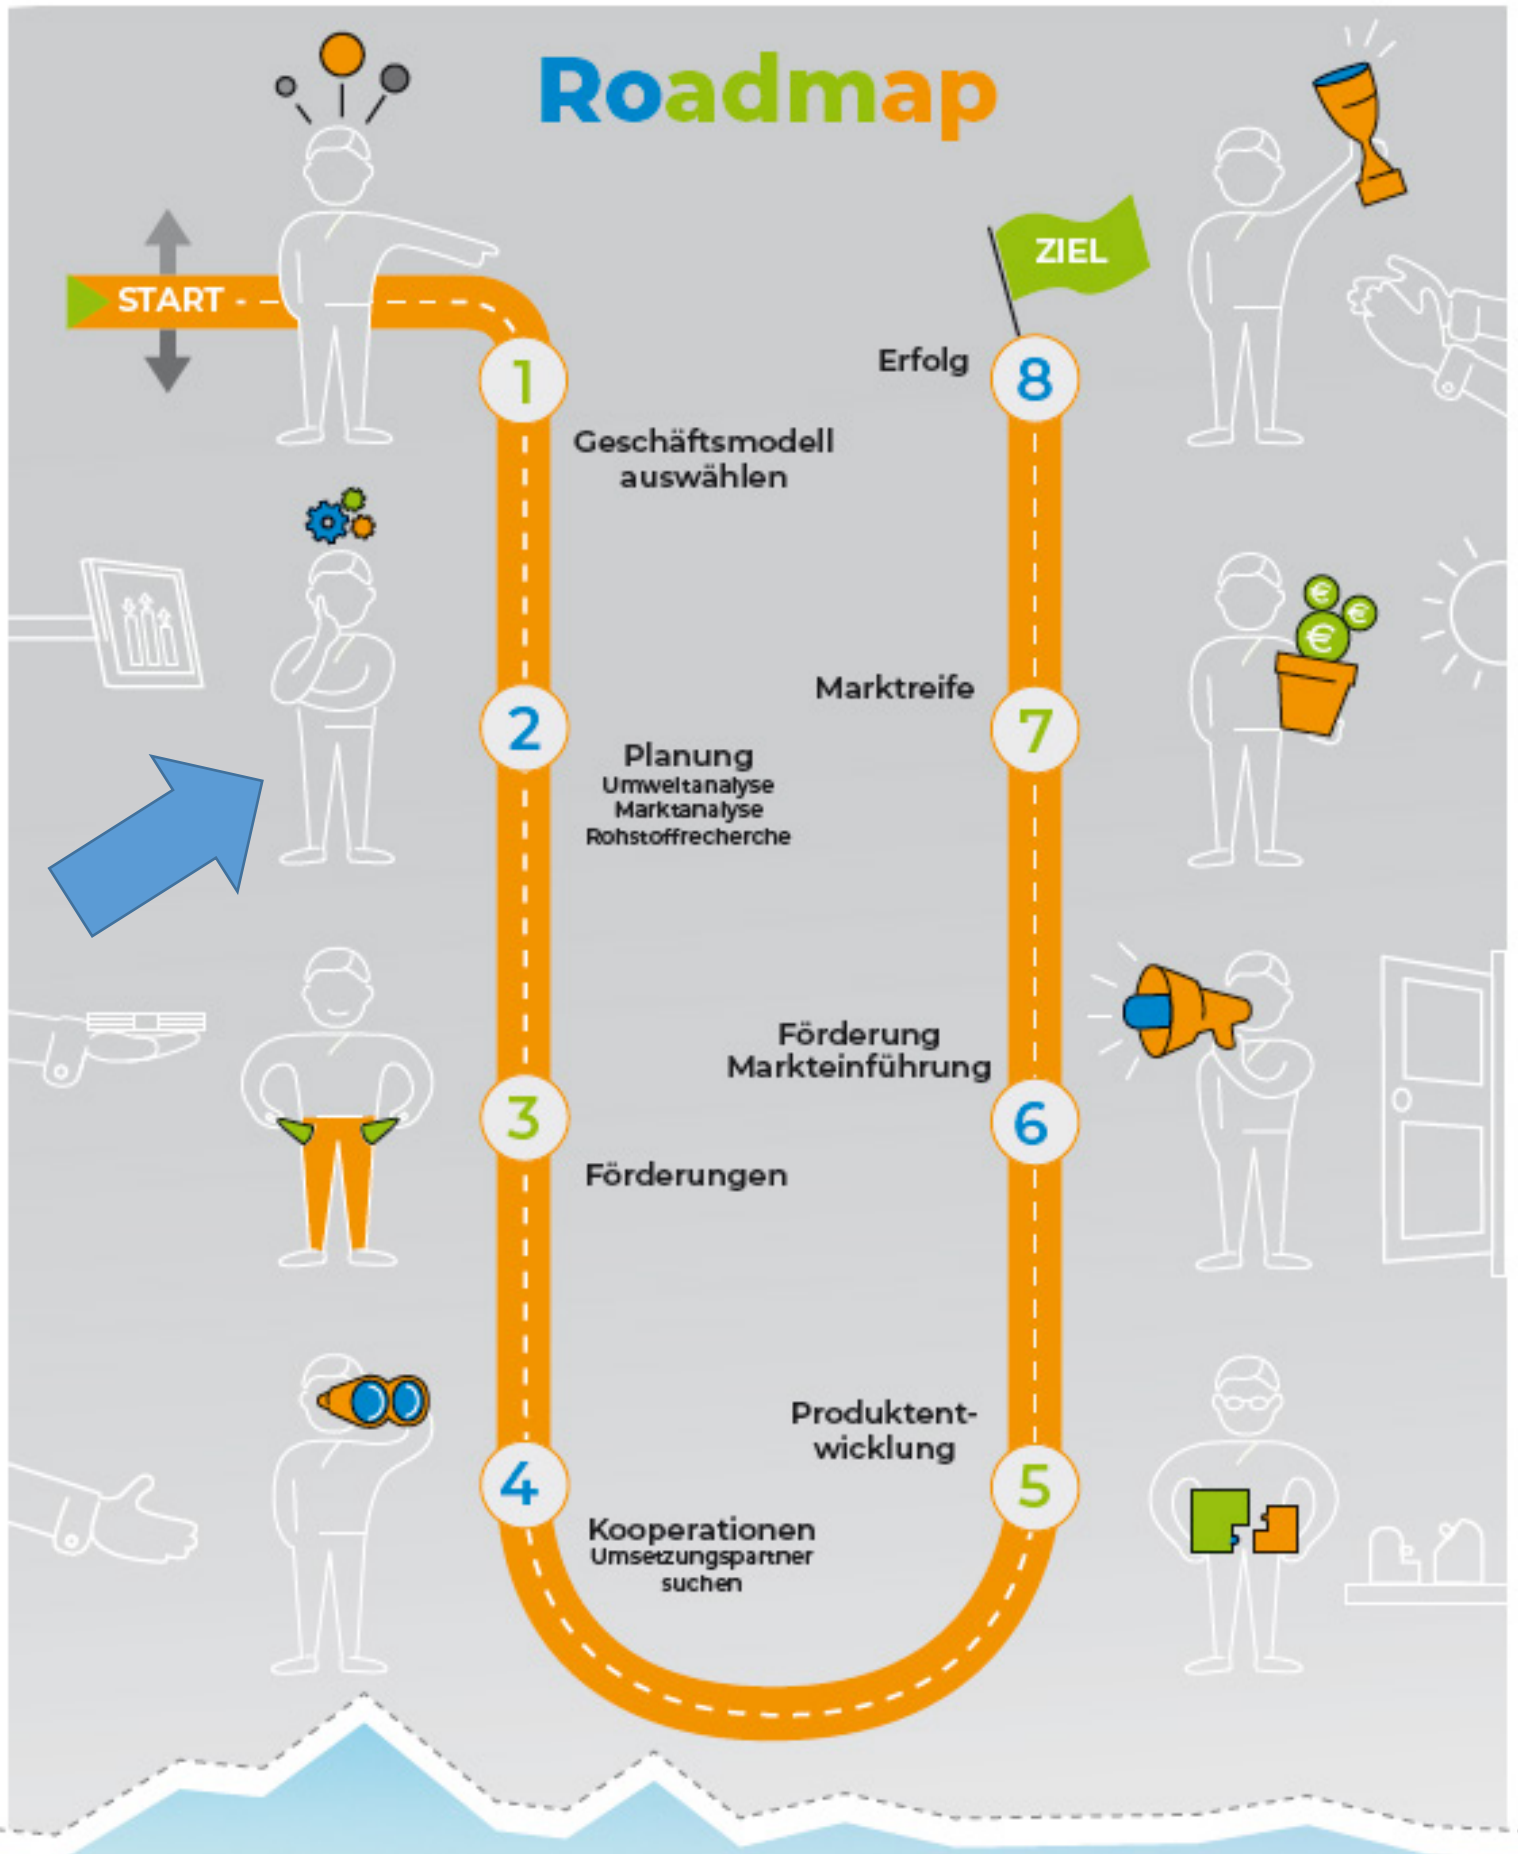 Roadmap
START
ZIEL
1
Geschäftsmodell
auswählen
2
Planung
Umweltanalyse
Marktanalyse
Rohstoffrecherche
3
Förderungen
4
Kooperationen
Umsetzungspartner
suchen
Produktent-
wicklung
5
Förderung
Markteinführung
6
Marktreife
7
€
€
€
Erfolg
8